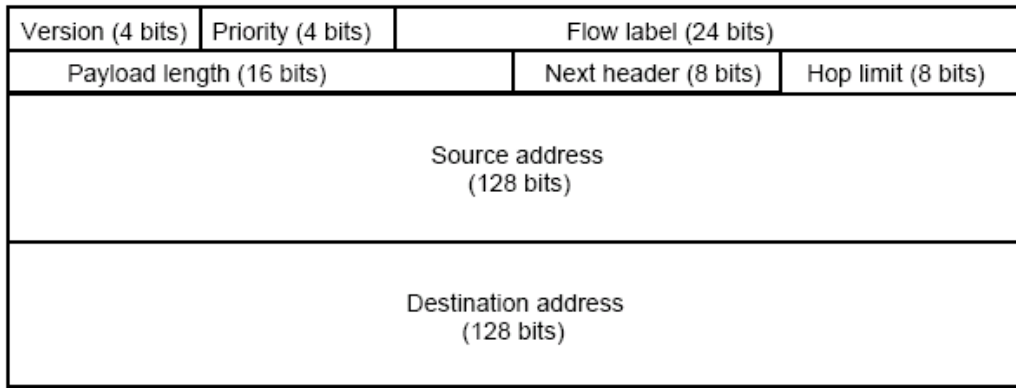 Version (4 bits) Priority (4 bits) Flow label (24 bits)
Payload length (16 bits) Next header (8 bits) Hop limit (8 bits)
Source address
(128 bits)
Destination address
(128 bits)